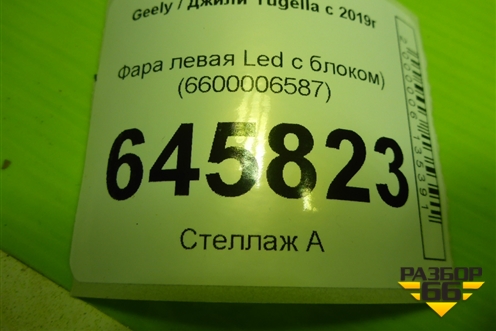 Geely / Джили Tugella с 2019г
Фара левая Led с блоком)
(6600006587)
645823
Стеллаж А
РАЗБОР
66